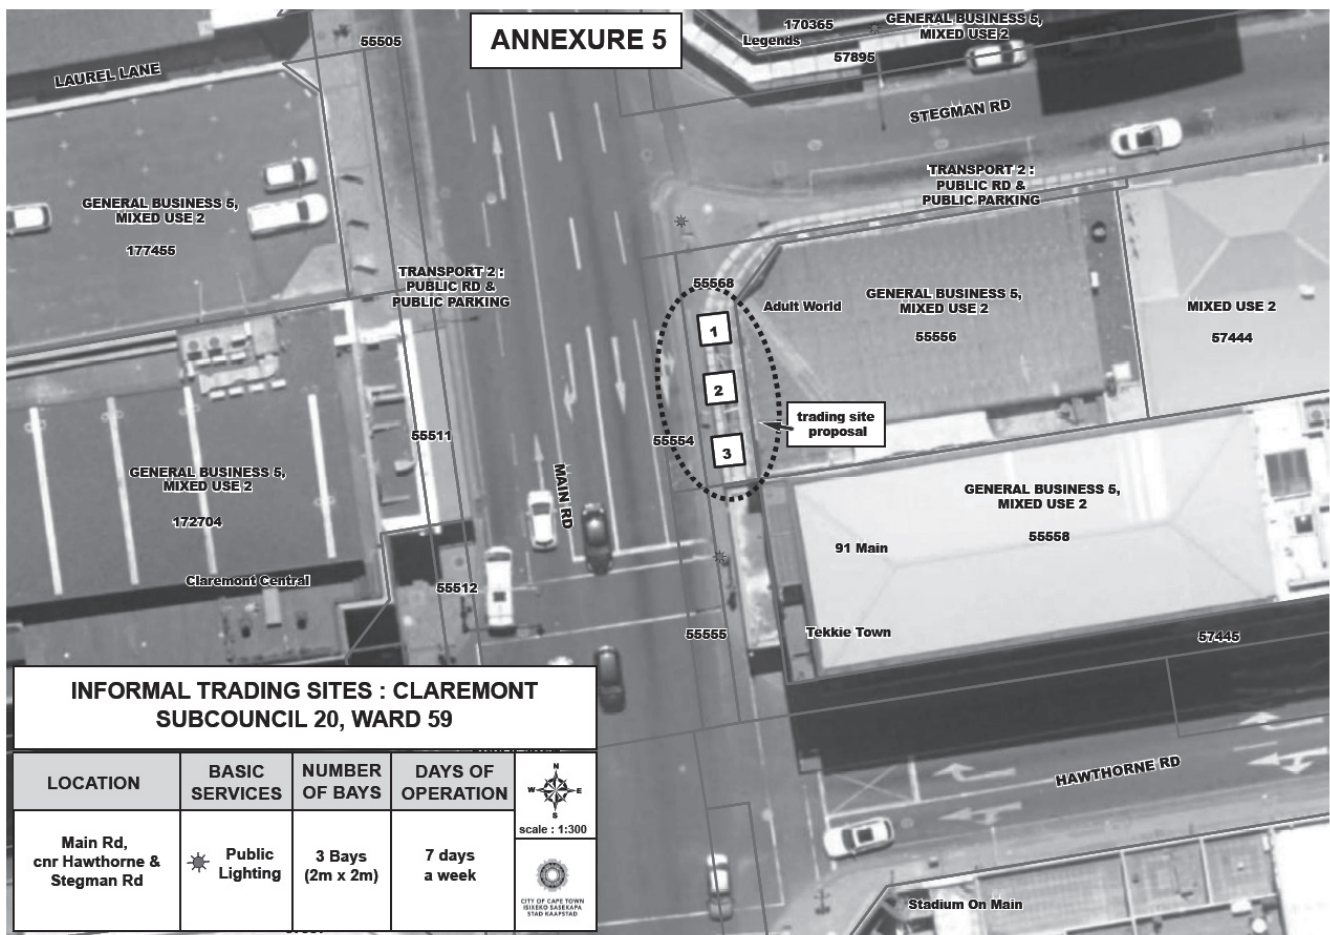 ANNEXURE 5
170365
Legends
GENERAL BUSINESS 5,
MIXED USE 2
57895
55505
LAUREL LANE
STEGMAN RD
TRANSPORT 2 :
PUBLIC RD &
PUBLIC PARKING
GENERAL BUSINESS 5,
MIXED USE 2
177455
TRANSPORT 2 :
PUBLIC RD &
PUBLIC PARKING
55568
Adult World
GENERAL BUSINESS 5,
MIXED USE 2
55556
MIXED USE 2
57444
1
2
3
trading site
proposal
55554
55511
MAIN RD
GENERAL BUSINESS 5,
MIXED USE 2
172704
Claremont Central
55512
GENERAL BUSINESS 5,
MIXED USE 2
55558
91 Main
Tekkie Town
55555
57445
HAWTHORNE RD
Stadium On Main
INFORMAL TRADING SITES : CLAREMONT
SUBCOUNCIL 20, WARD 59
LOCATION
BASIC
SERVICES
NUMBER
OF BAYS
DAYS OF
OPERATION
Main Rd,
cnr Hawthorne &
Stegman Rd
Public
Lighting
3 Bays
(2m x 2m)
7 days
a week
N
W E
S
scale : 1:300
CITY OF CAPE TOWN
ISIXEKO SASEKAPA
STAD KAAPSTAD